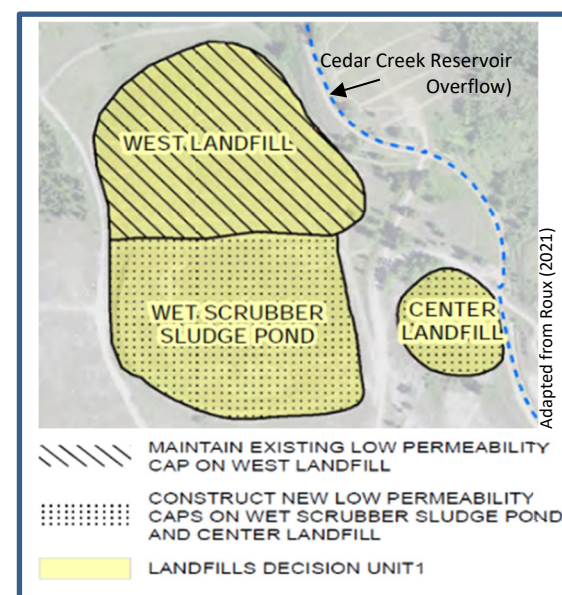 Cedar Creek Reservoir
Overflow)
WEST LANDFILL
WET SCRUBBER
SLUDGE POND
CENTER
LANDFILL
Adapted from Roux (2021)
MAINTAIN EXISTING LOW PERMEABILITY
CAP ON WEST LANDFILL
CONSTRUCT NEW LOW PERMEABILITY
CAPS ON WET SCRUBBER SLUDGE POND
AND CENTER LANDFILL
LANDFILLS DECISION UNIT1